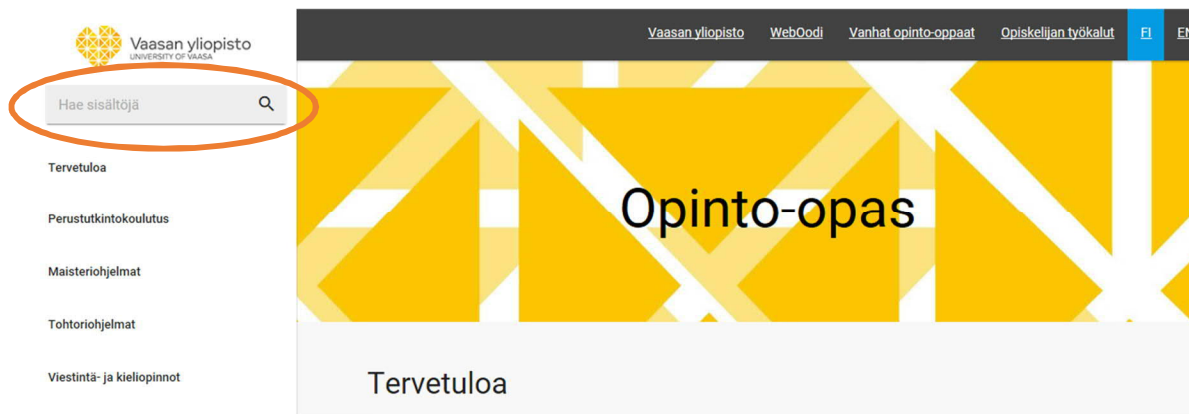 Vaasan yliopisto
UNIVERSITY OF VAASA
Hae sisältöjä
Tervetuloa
Perustutkintokoulutus
Maisteriohjelmat
Tohtoriohjelmat
Viestintä- ja kieliopinnot
Vaasan yliopisto WebOodi Vanhat opinto-oppaat Opiskelijan työkalut FI EN
Opinto-opas
Tervetuloa